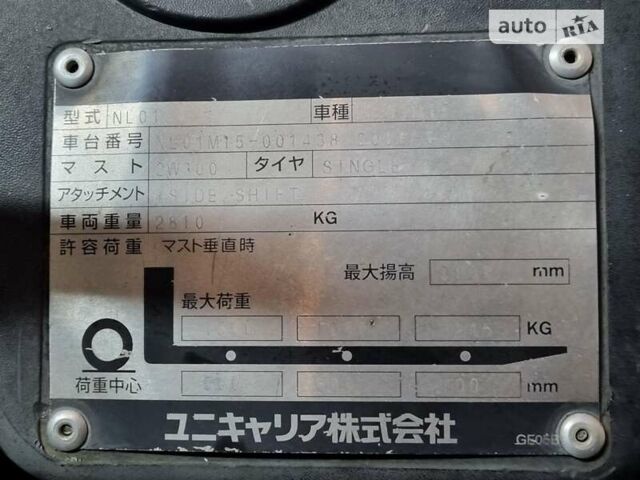 auto RIA
型式 NL01 車種
車台番号 NL01M15-001438
マスト 2W300 タイヤ SINGLE
アタッチメント SIDE SHIFT
車両重量 2810 KG
許容荷重 マスト垂直時
最大揚高 mm
最大荷重
KG
荷重中心 mm
ユニキャリア株式会社 GE06B